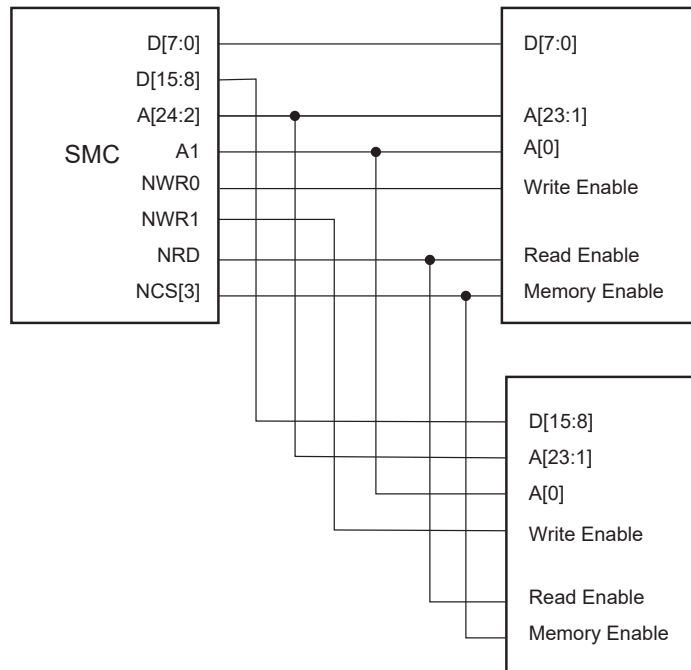 SMC
D[7:0]
D[15:8]
A[24:2]
A1
NWR0
NWR1
NRD
NCS[3]
D[7:0]
A[23:1]
A[0]
Write Enable
Read Enable
Memory Enable
D[15:8]
A[23:1]
A[0]
Write Enable
Read Enable
Memory Enable